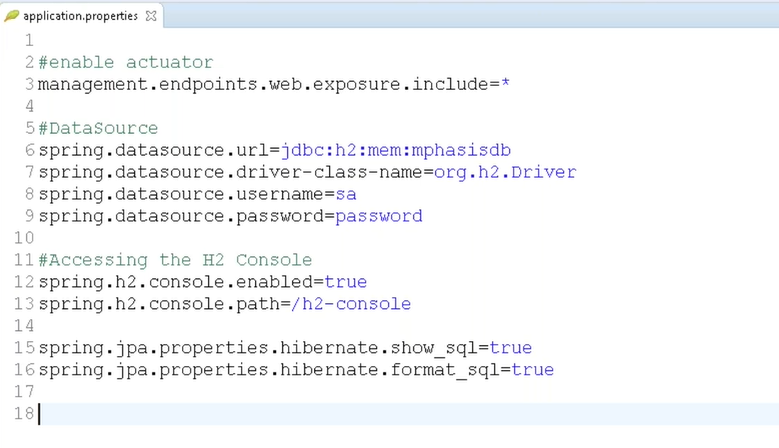 application.properties
1
2 #enable actuator
3 management.endpoints.web.exposure.include=*
4
5 #DataSource
6 spring.datasource.url=jdbc:h2:mem:mphasisdb
7 spring.datasource.driver-class-name=org.h2.Driver
8 spring.datasource.username=sa
9 spring.datasource.password=password
10
11 #Accessing the H2 Console
12 spring.h2.console.enabled=true
13 spring.h2.console.path=/h2-console
14
15 spring.jpa.properties.hibernate.show_sql=true
16 spring.jpa.properties.hibernate.format_sql=true
17
18